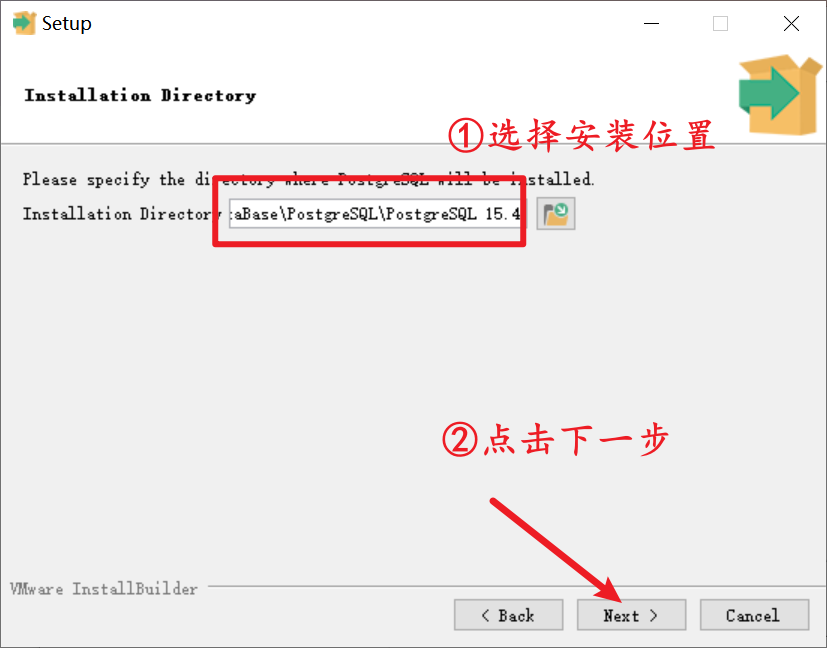 Setup
Installation Directory
①选择安装位置
Please specify the directory where PostgreSQL will be installed.
Installation Directory :aBase\PostgreSQL\PostgreSQL 15.4
②点击下一步
VMware InstallBuilder
< Back Next > Cancel